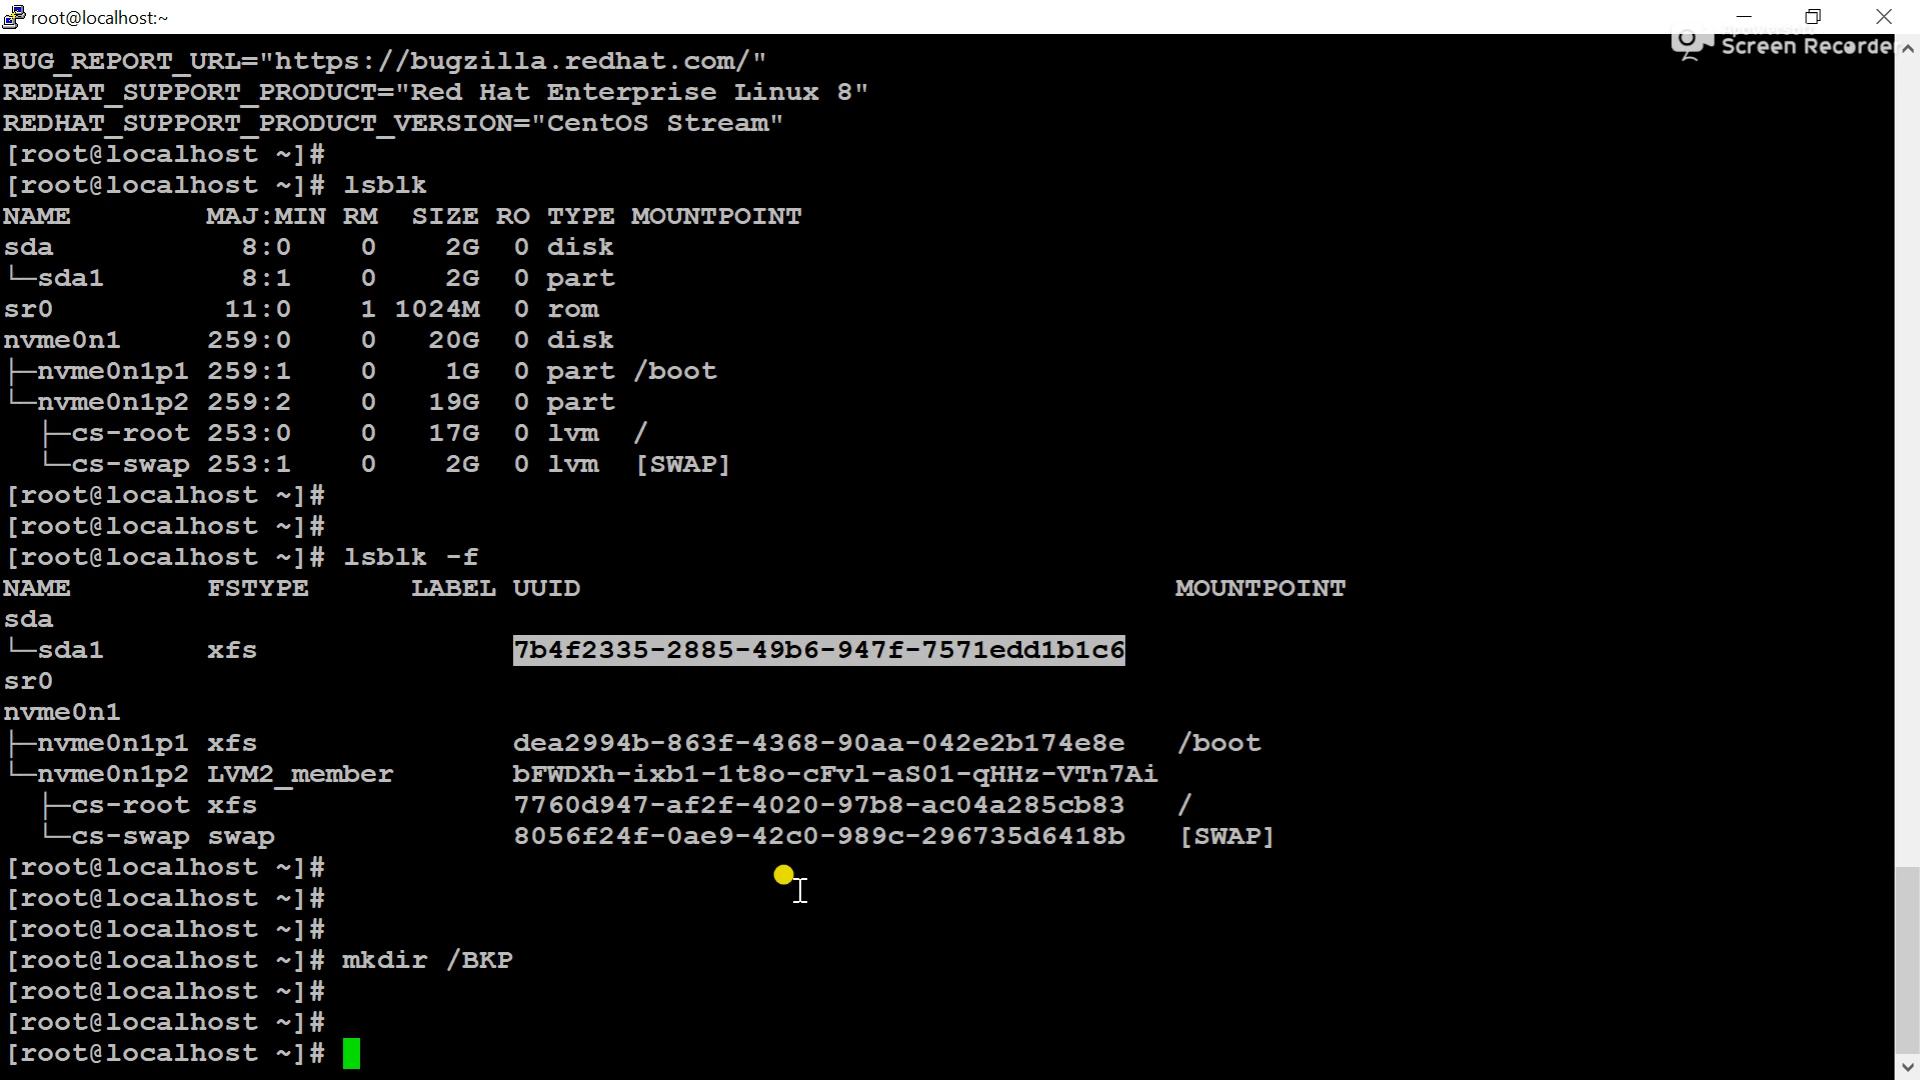 root@localhost:~
Screen Recorder
BUG_REPORT_URL="https://bugzilla.redhat.com/"
REDHAT_SUPPORT_PRODUCT="Red Hat Enterprise Linux 8"
REDHAT_SUPPORT_PRODUCT_VERSION="CentOS Stream"
[root@localhost ~]#
[root@localhost ~]# lsblk
NAME        MAJ:MIN RM  SIZE RO TYPE MOUNTPOINT
sda           8:0    0    2G  0 disk
└─sda1        8:1    0    2G  0 part
sr0          11:0    1 1024M  0 rom
nvme0n1     259:0    0   20G  0 disk
├─nvme0n1p1 259:1    0    1G  0 part /boot
└─nvme0n1p2 259:2    0   19G  0 part
  ├─cs-root 253:0    0   17G  0 lvm  /
  └─cs-swap 253:1    0    2G  0 lvm  [SWAP]
[root@localhost ~]#
[root@localhost ~]#
[root@localhost ~]# lsblk -f
NAME        FSTYPE      LABEL UUID                                   MOUNTPOINT
sda
└─sda1      xfs               7b4f2335-2885-49b6-947f-7571edd1b1c6
sr0
nvme0n1
├─nvme0n1p1 xfs               dea2994b-863f-4368-90aa-042e2b174e8e   /boot
└─nvme0n1p2 LVM2_member       bFWDXh-ixb1-1t8o-cFvl-aS01-qHHz-VTn7Ai
  ├─cs-root xfs               7760d947-af2f-4020-97b8-ac04a285cb83   /
  └─cs-swap swap              8056f24f-0ae9-42c0-989c-296735d6418b   [SWAP]
[root@localhost ~]#
[root@localhost ~]#
[root@localhost ~]#
[root@localhost ~]# mkdir /BKP
[root@localhost ~]#
[root@localhost ~]#
[root@localhost ~]#